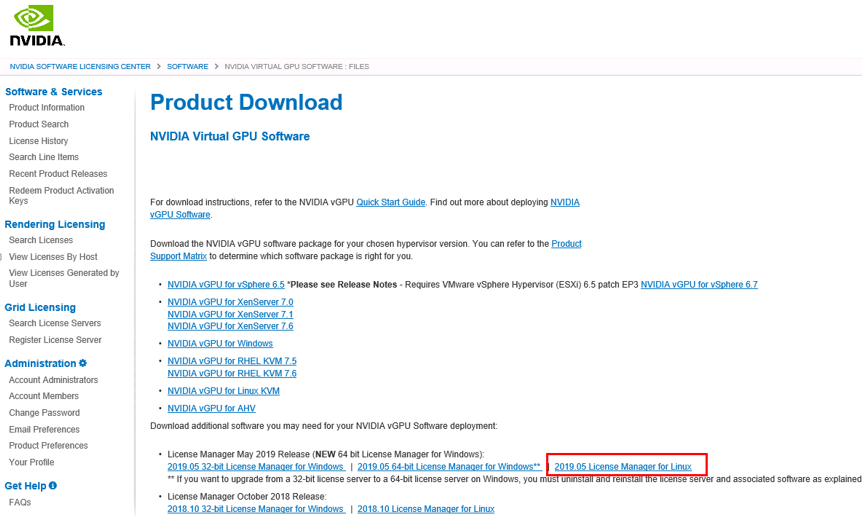 NVIDIA.
NVIDIA SOFTWARE LICENSING CENTER > SOFTWARE > NVIDIA VIRTUAL GPU SOFTWARE : FILES
Software & Services
Product Information
Product Search
License History
Search Line Items
Recent Product Releases
Redeem Product Activation
Keys
Rendering Licensing
Search Licenses
View Licenses By Host
View Licenses Generated by
User
Grid Licensing
Search License Servers
Register License Server
Administration
Account Administrators
Account Members
Change Password
Email Preferences
Product Preferences
Your Profile
Get Help
FAQs
Product Download
NVIDIA Virtual GPU Software
For download instructions, refer to the NVIDIA vGPU Quick Start Guide. Find out more about deploying NVIDIA
vGPU Software.
Download the NVIDIA vGPU software package for your chosen hypervisor version. You can refer to the Product
Support Matrix to determine which software package is right for you.
• NVIDIA vGPU for vSphere 6.5 *Please see Release Notes - Requires VMware vSphere Hypervisor (ESXi) 6.5 patch EP3 NVIDIA vGPU for vSphere 6.7
• NVIDIA vGPU for XenServer 7.0
NVIDIA vGPU for XenServer 7.1
NVIDIA vGPU for XenServer 7.6
• NVIDIA vGPU for Windows
• NVIDIA vGPU for RHEL KVM 7.5
NVIDIA vGPU for RHEL KVM 7.6
• NVIDIA vGPU for Linux KVM
• NVIDIA vGPU for AHV
Download additional software you may need for your NVIDIA vGPU Software deployment:
• License Manager May 2019 Release (NEW 64 bit License Manager for Windows):
2019.05 32-bit License Manager for Windows | 2019.05 64-bit License Manager for Windows** | 2019.05 License Manager for Linux
** If you want to upgrade from a 32-bit license server to a 64-bit license server on Windows, you must uninstall and reinstall the license server and associated software as explained
• License Manager October 2018 Release:
2018.10 32-bit License Manager for Windows | 2018.10 License Manager for Linux